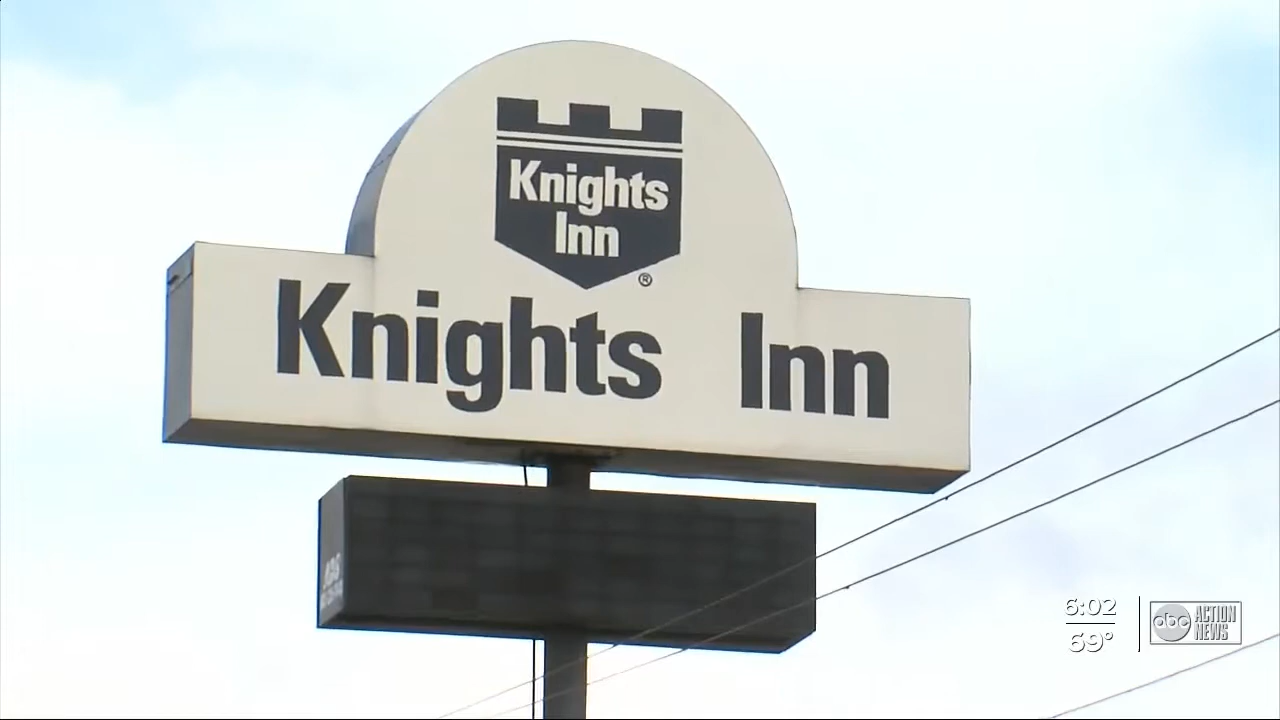 Knights
Inn
®
Knights Inn
6:02
69°
abc
ACTION
NEWS